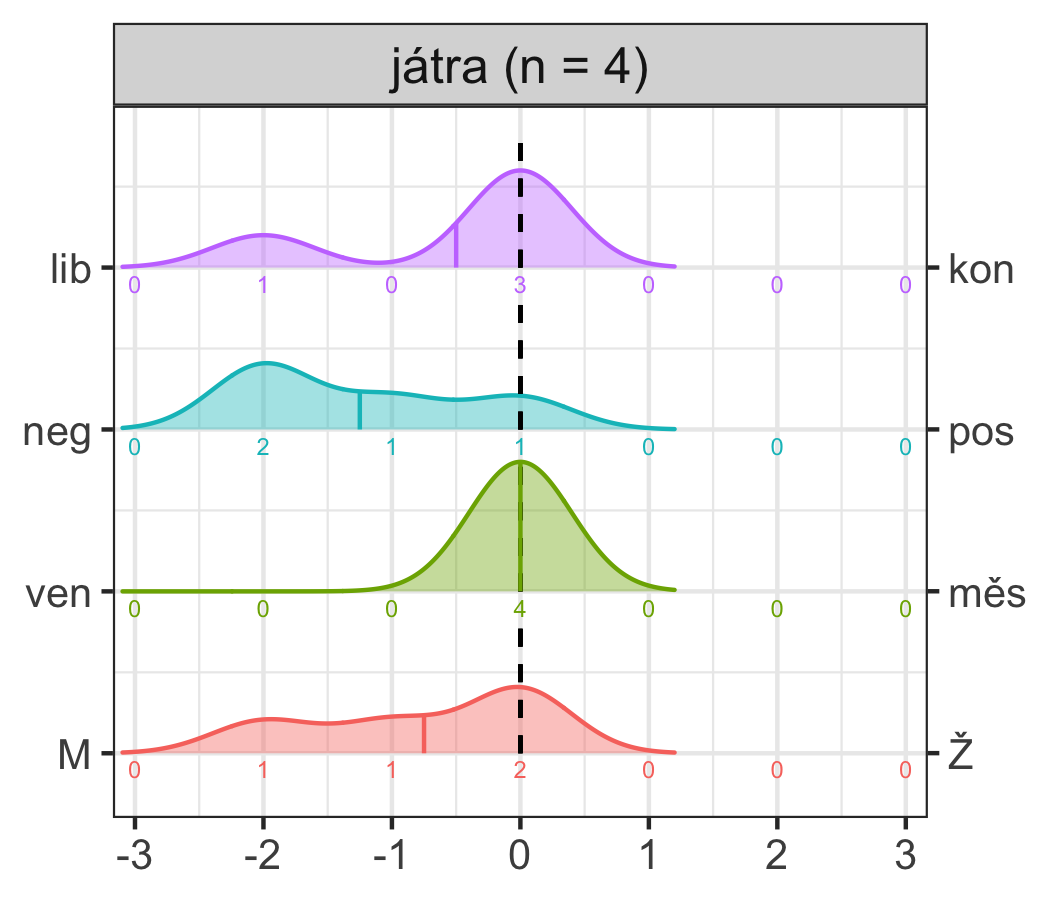 játra (n = 4)
lib kon
0 1 0 3 0 0 0
neg pos
0 2 1 1 0 0 0
ven měs
0 0 0 4 0 0 0
M Ž
0 1 1 2 0 0 0
-3 -2 -1 0 1 2 3